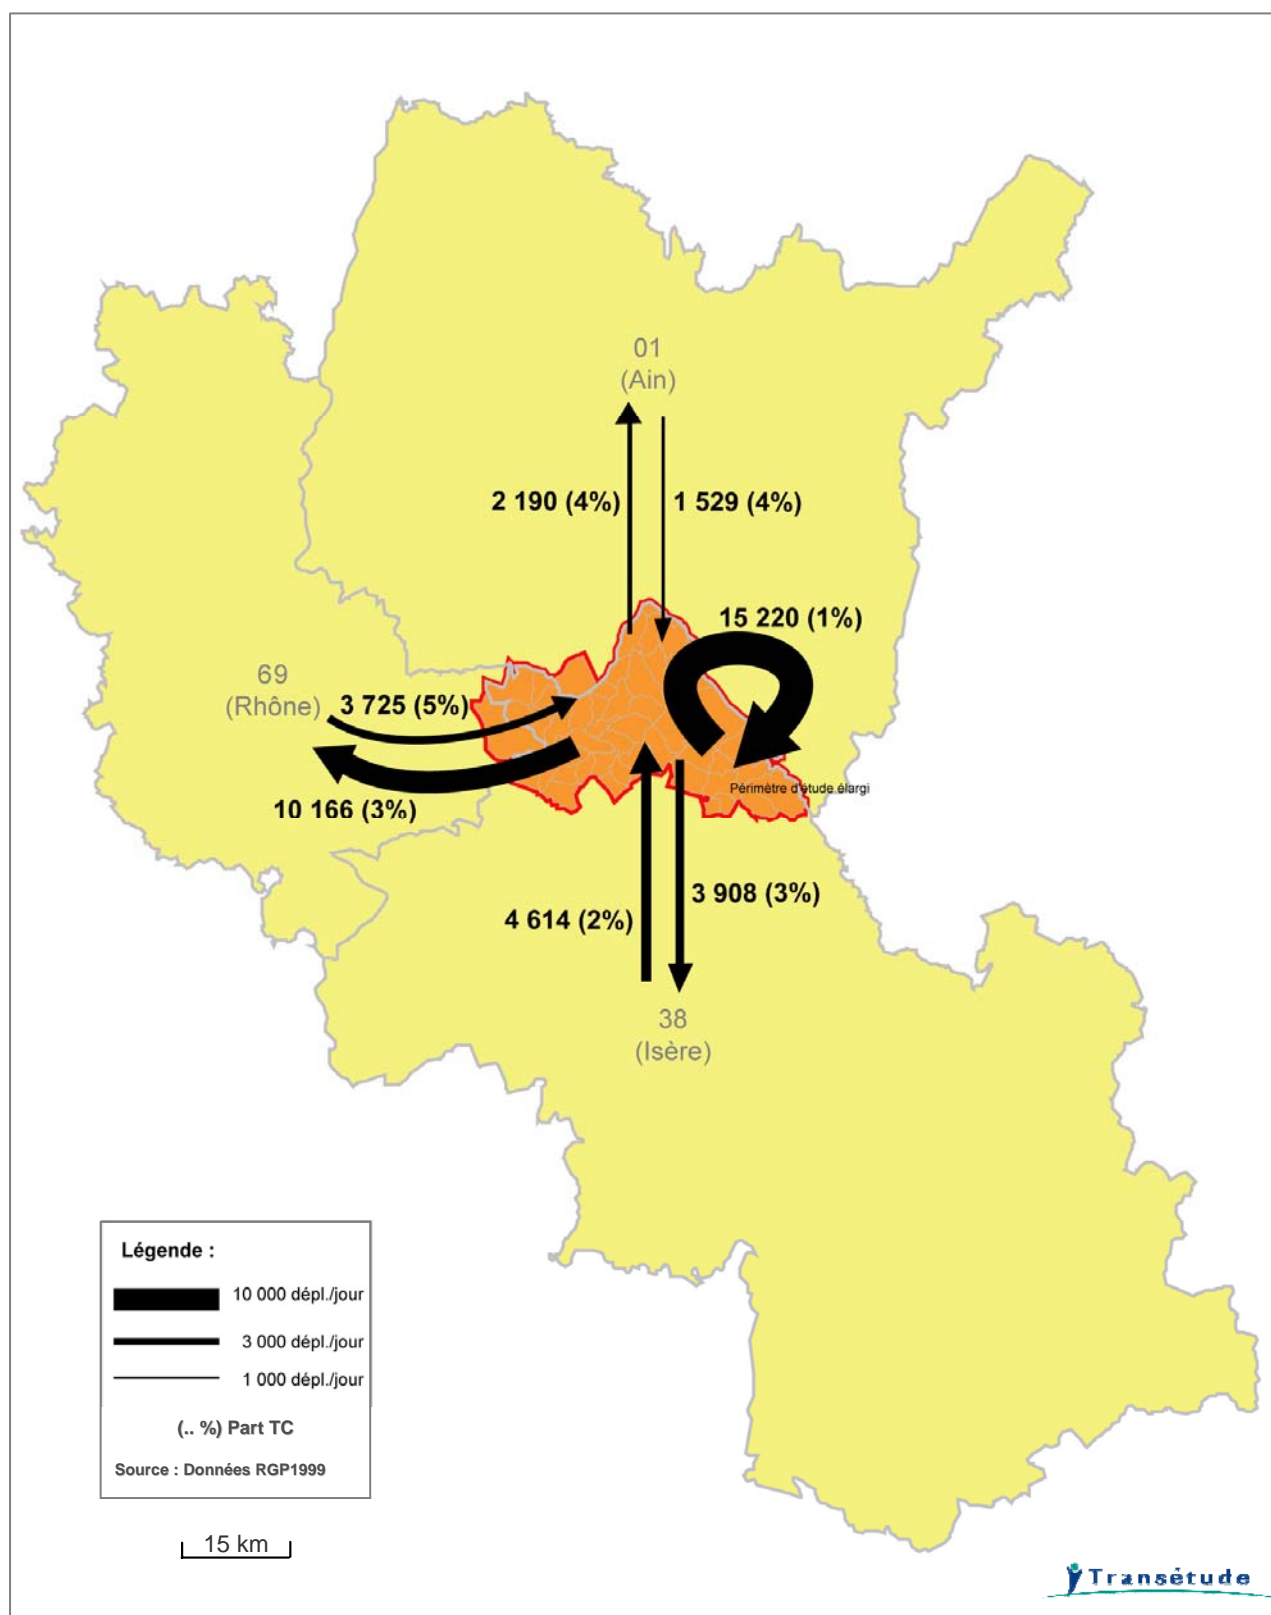 01
(Ain)
2 190 (4%)
1 529 (4%)
15 220 (1%)
69
(Rhône)
3 725 (5%)
Périmètre d'étude élargi
10 166 (3%)
3 908 (3%)
4 614 (2%)
38
(Isère)
Légende :
10 000 dépl./jour
3 000 dépl./jour
1 000 dépl./jour
(.. %) Part TC
Source : Données RGP1999
15 km
Transétude